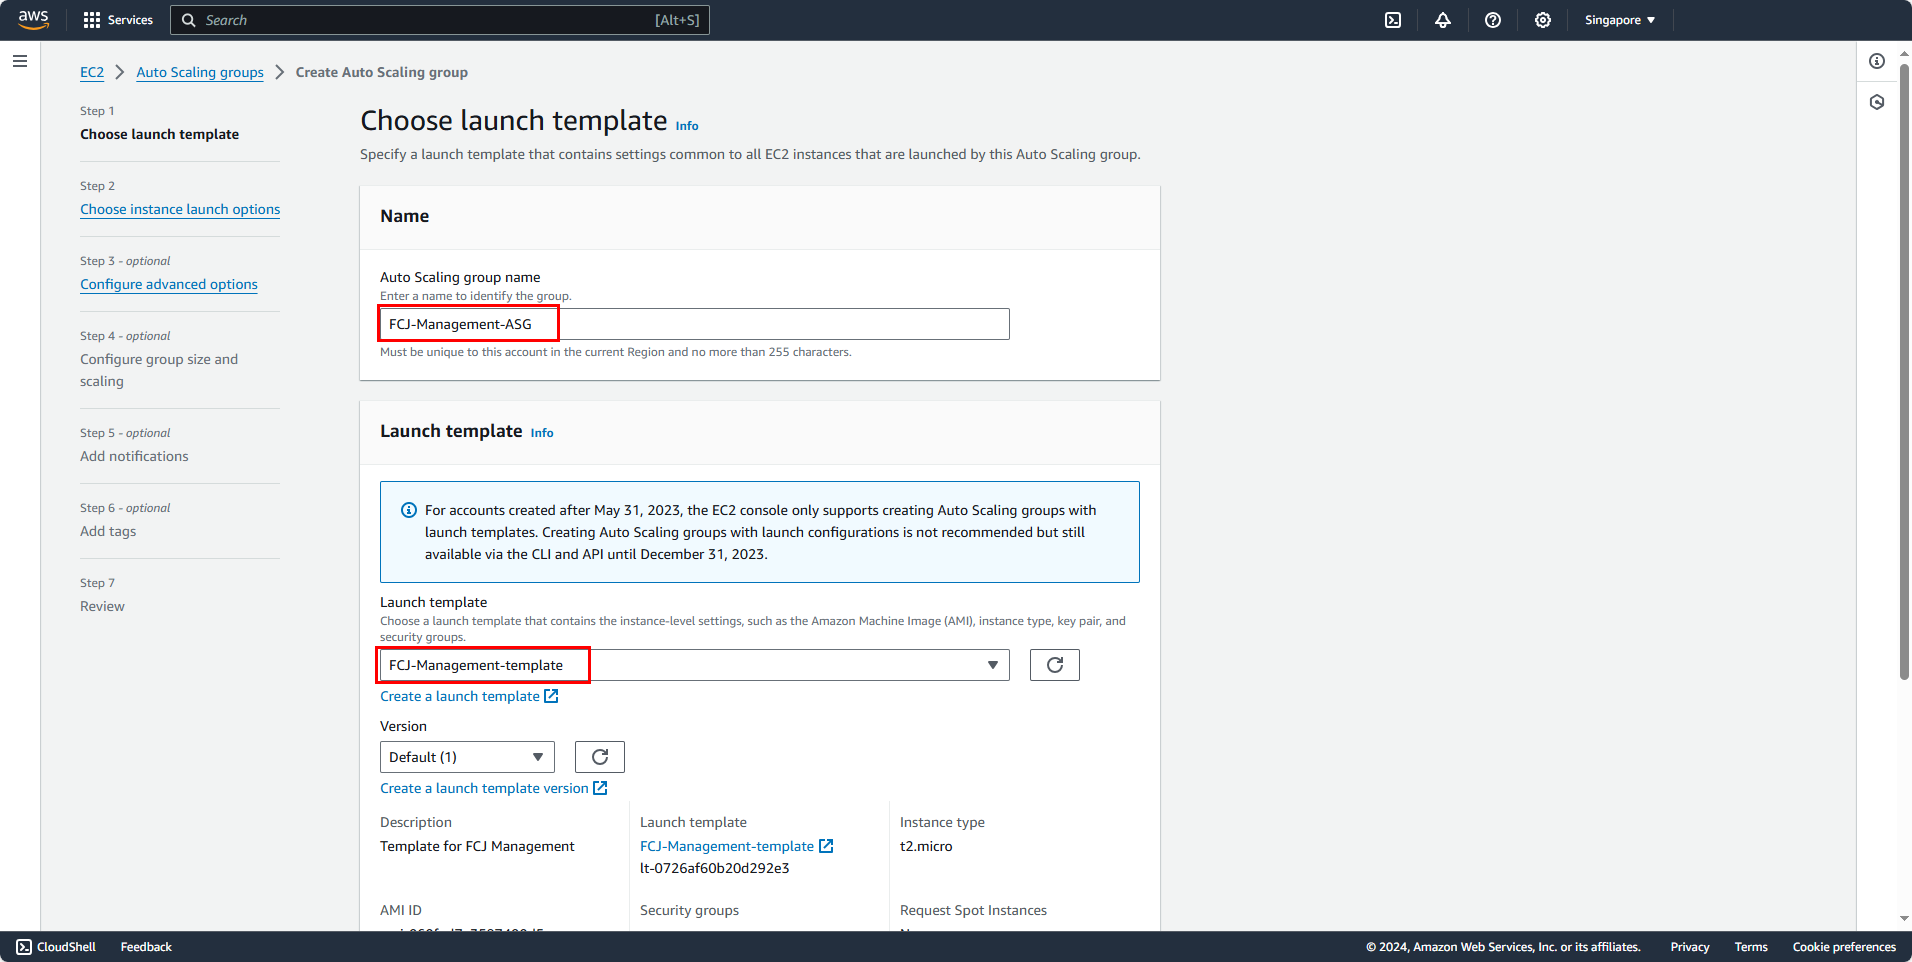 aws
Services
Search
[Alt+S]
Singapore
EC2
Auto Scaling groups
Create Auto Scaling group
Step 1
Choose launch template
Step 2
Choose instance launch options
Step 3 - optional
Configure advanced options
Step 4 - optional
Configure group size and
scaling
Step 5 - optional
Add notifications
Step 6 - optional
Add tags
Step 7
Review
Choose launch template Info
Specify a launch template that contains settings common to all EC2 instances that are launched by this Auto Scaling group.
Name
Auto Scaling group name
Enter a name to identify the group.
FCJ-Management-ASG
Must be unique to this account in the current Region and no more than 255 characters.
Launch template Info
For accounts created after May 31, 2023, the EC2 console only supports creating Auto Scaling groups with
launch templates. Creating Auto Scaling groups with launch configurations is not recommended but still
available via the CLI and API until December 31, 2023.
Launch template
Choose a launch template that contains the instance-level settings, such as the Amazon Machine Image (AMI), instance type, key pair, and
security groups.
FCJ-Management-template
Create a launch template
Version
Default (1)
Create a launch template version
Description
Template for FCJ Management
Launch template
FCJ-Management-template
lt-0726af60b20d292e3
Instance type
t2.micro
AMI ID
Security groups
Request Spot Instances
CloudShell
Feedback
© 2024, Amazon Web Services, Inc. or its affiliates.
Privacy
Terms
Cookie preferences